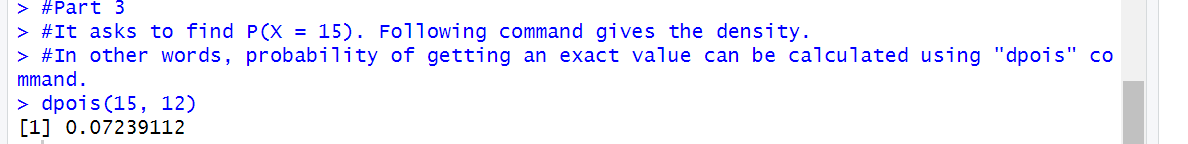 > #Part 3
> #It asks to find P(X = 15). Following command gives the density.
> #In other words, probability of getting an exact value can be calculated using "dpois" co
mmand.
> dpois(15, 12)
[1] 0.07239112